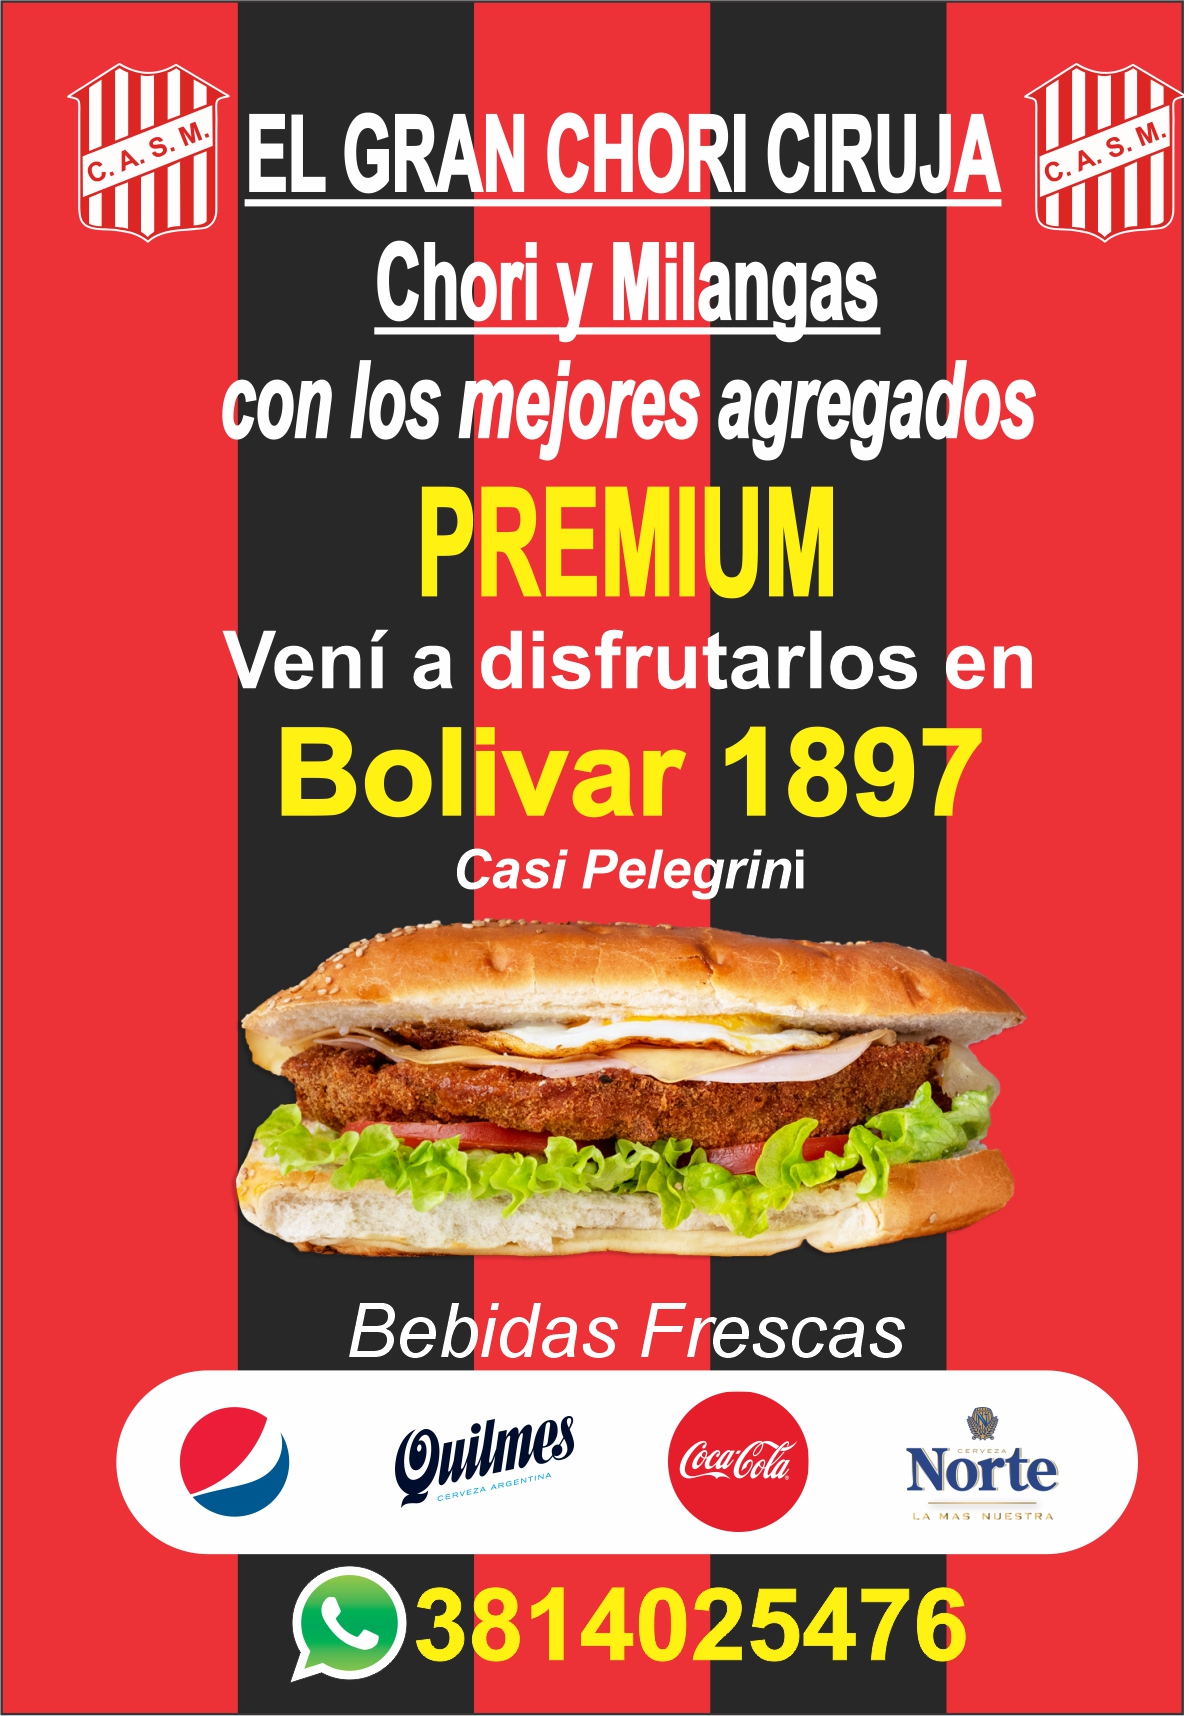 C. A. S. M.
C. A. S. M.
EL GRAN CHORI CIRUJA
Chori y Milangas
con los mejores agregados
PREMIUM
Vení a disfrutarlos en
Bolivar 1897
Casi Pelegrini
Bebidas Frescas
Quilmes
CERVEZA ARGENTINA
Coca-Cola
N
CERVEZA
Norte
LA MAS NUESTRA
3814025476